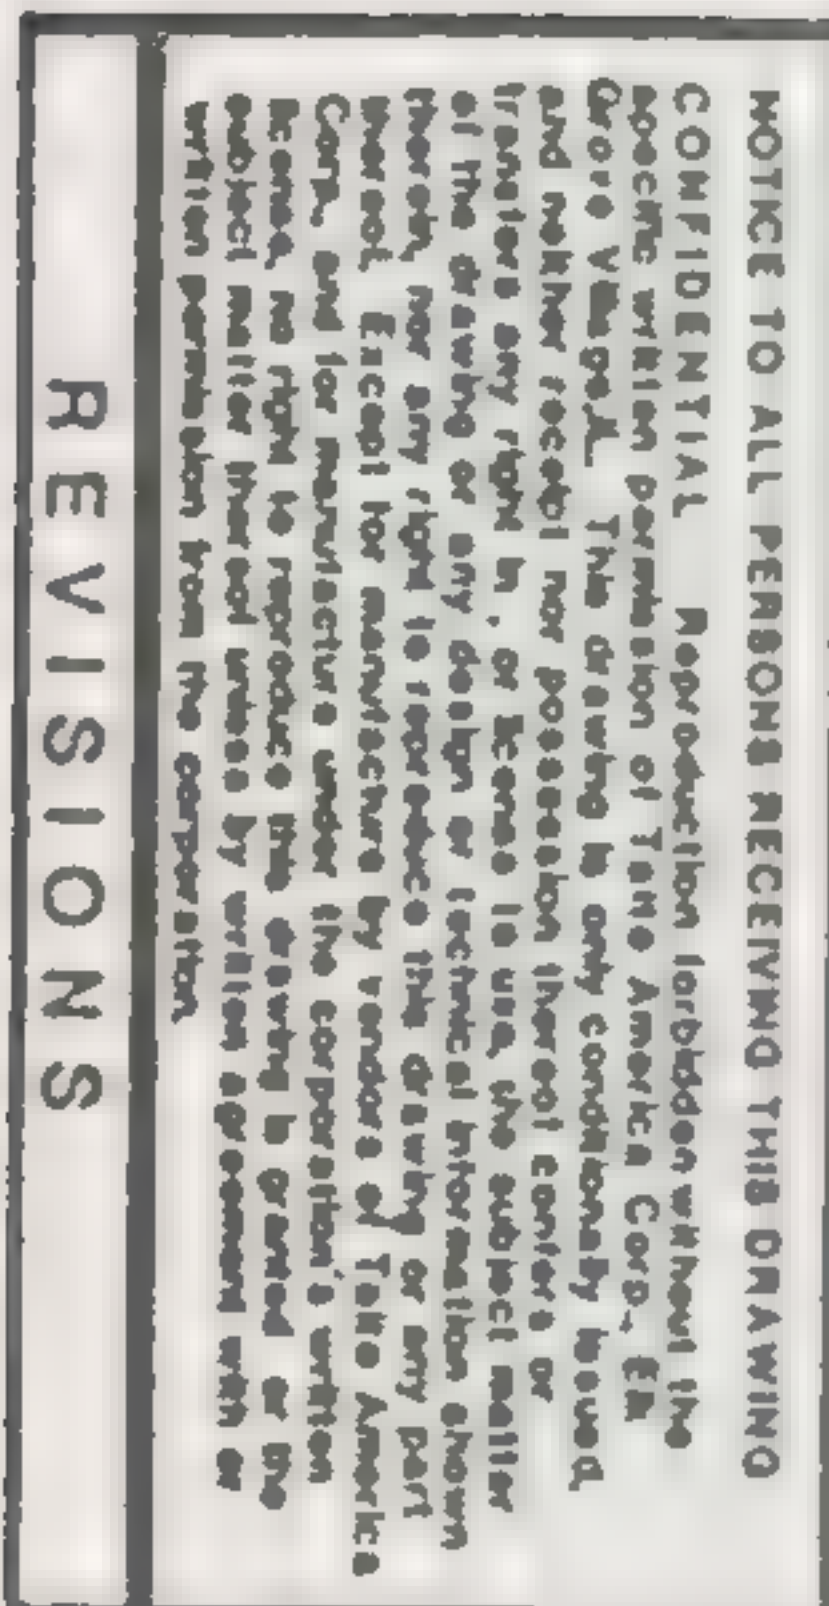 NOTICE TO ALL PERSONS RECEIVING THIS DRAWING
CONFIDENTIAL Reproduction forbidden without the
specific written permission of Taito America Corp., Elk
Grove Village, IL. This drawing is only conditionally issued,
and neither receipt nor possession thereof confers or
transfers any right in, or license to use, the subject matter
of the drawing or any design or technical information shown
thereon, nor any right to reproduce this drawing or any part
thereof. Except for manufacture by vendors of Taito America
Corp., and for manufacture under the corporation's written
license, no right to reproduce this drawing is granted or the
subject matter thereof unless by written agreement with or
written permission from the corporation.
REVISIONS